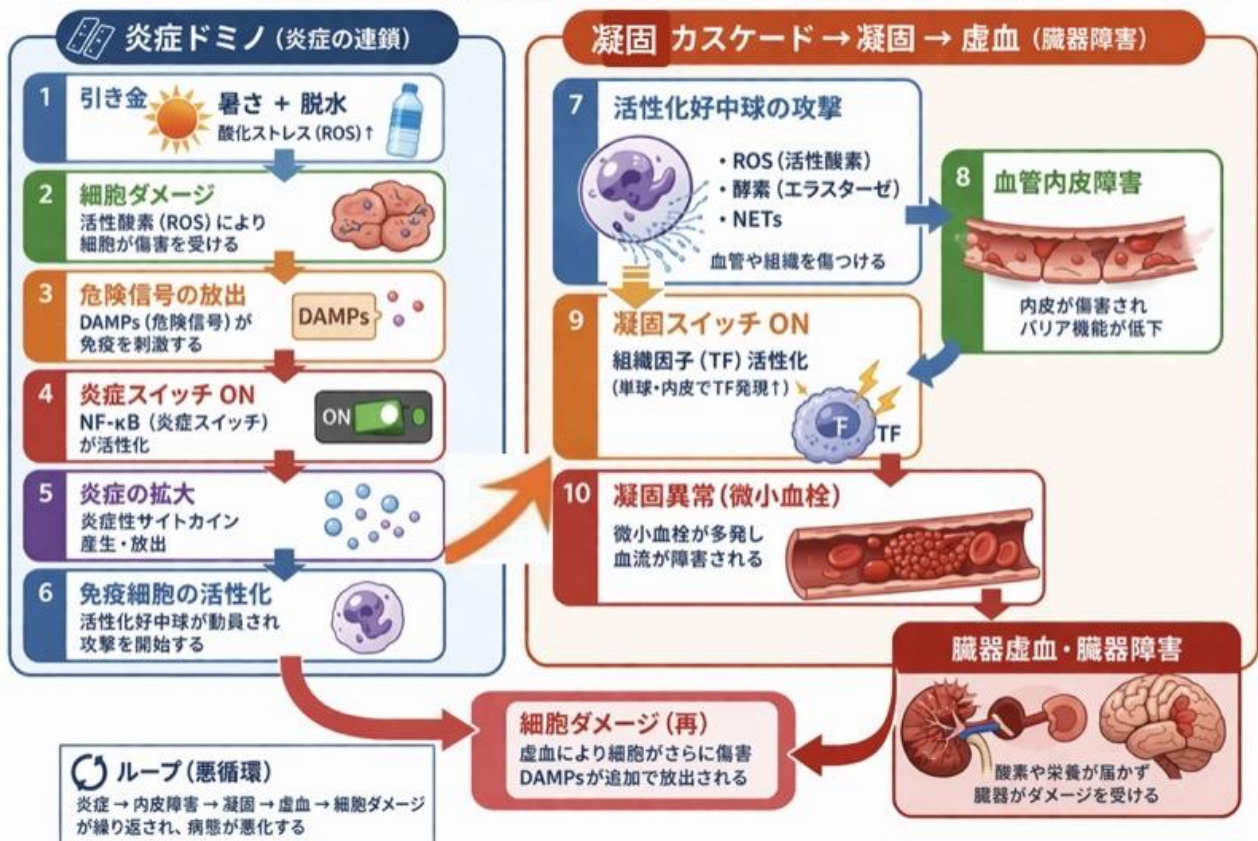 炎症ドミノ（炎症の連鎖）
1
引き金
暑さ ＋ 脱水
酸化ストレス（ROS）↑
2
細胞ダメージ
活性酸素（ROS）により
細胞が傷害を受ける
3
危険信号の放出
DAMPs（危険信号）が
免疫を刺激する
DAMPs
4
炎症スイッチ ON
NF-κB（炎症スイッチ）
が活性化
ON
5
炎症の拡大
炎症性サイトカイン
産生・放出
6
免疫細胞の活性化
活性化好中球が動員され
攻撃を開始する
凝固 カスケード → 凝固 → 虚血（臓器障害）
7
活性化好中球の攻撃
・ROS（活性酸素）
・酵素（エラスターゼ）
・NETs
血管や組織を傷つける
8
血管内皮障害
内皮が傷害され
バリア機能が低下
9
凝固スイッチ ON
組織因子（TF）活性化
（単球・内皮でTF発現↑）
TF
10
凝固異常（微小血栓）
微小血栓が多発し
血流が障害される
臓器虚血・臓器障害
酸素や栄養が届かず
臓器がダメージを受ける
細胞ダメージ（再）
虚血により細胞がさらに傷害
DAMPsが追加で放出される
ループ（悪循環）
炎症 → 内皮障害 → 凝固 → 虚血 → 細胞ダメージ
が繰り返され、病態が悪化する